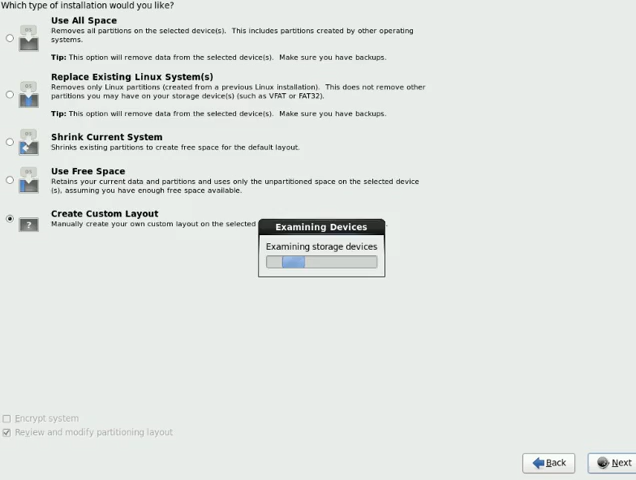 Which type of installation would you like?
Use All Space
Removes all partitions on the selected device(s). This includes partitions created by other operating
systems.
Tip: This option will remove data from the selected device(s). Make sure you have backups.
Replace Existing Linux System(s)
Removes only Linux partitions (created from a previous Linux installation). This does not remove other
partitions you may have on your storage device(s) (such as VFAT or FAT32).
Tip: This option will remove data from the selected device(s). Make sure you have backups.
Shrink Current System
Shrinks existing partitions to create free space for the default layout.
Use Free Space
Retains your current data and partitions and uses only the unpartitioned space on the selected device
(s), assuming you have enough free space available.
Create Custom Layout
Manually create your own custom layout on the selected
Examining Devices
Examining storage devices
?
Encrypt system
Review and modify partitioning layout
Back
Next